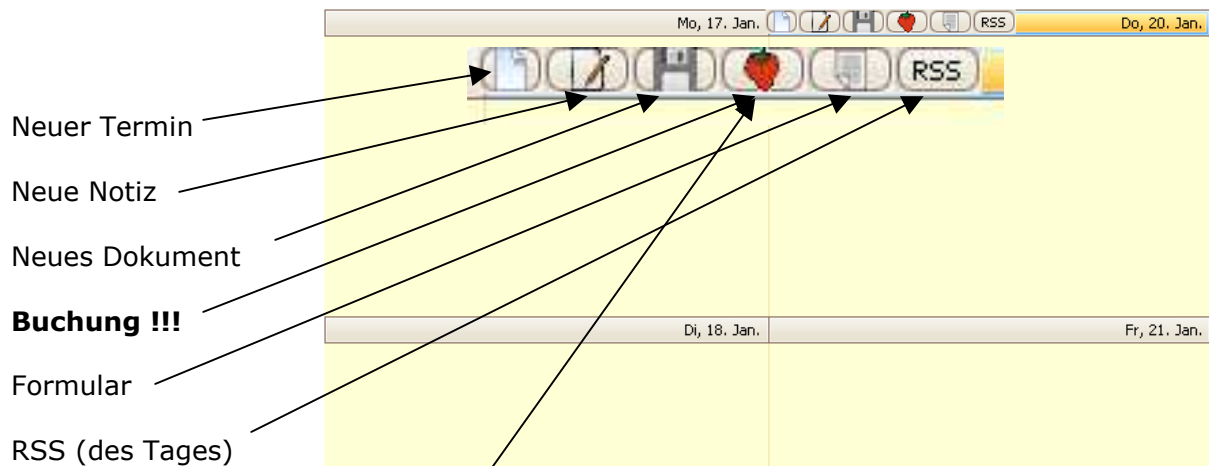 Mo, 17. Jan. RSS Do, 20. Jan.
RSS
Neuer Termin
Neue Notiz
Neues Dokument
Buchung !!!
Di, 18. Jan. Fr, 21. Jan.
Formular
RSS (des Tages)